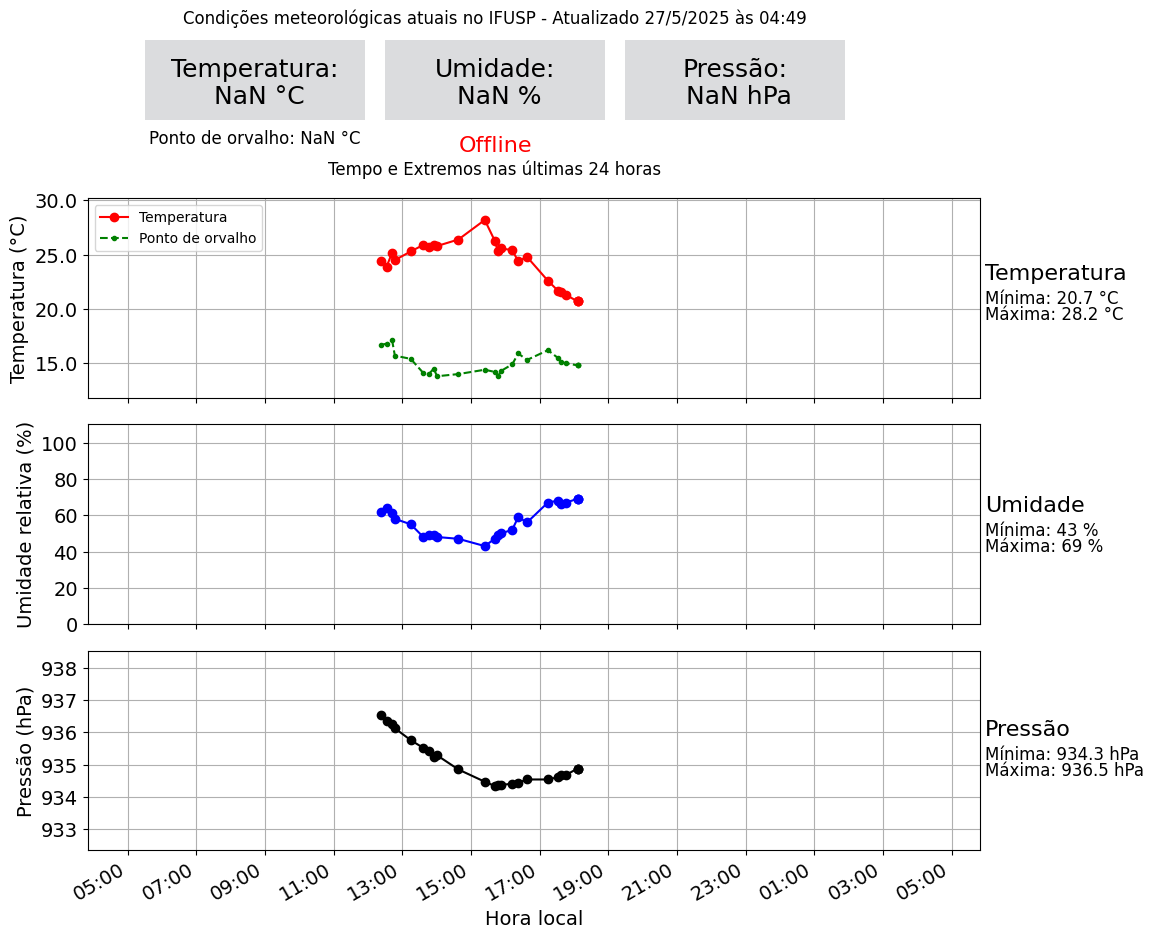 Condições meteorológicas atuais no IFUSP - Atualizado 27/5/2025 às 04:49
Temperatura:
NaN °C
Umidade:
NaN %
Pressão:
NaN hPa
Ponto de orvalho: NaN °C
Offline
Tempo e Extremos nas últimas 24 horas
Temperatura (°C)
30.0
25.0
20.0
15.0
Temperatura
Ponto de orvalho
Temperatura
Mínima: 20.7 °C
Máxima: 28.2 °C
Umidade relativa (%)
100
80
60
40
20
0
Umidade
Mínima: 43 %
Máxima: 69 %
Pressão (hPa)
938
937
936
935
934
933
Pressão
Mínima: 934.3 hPa
Máxima: 936.5 hPa
05:00 07:00 09:00 11:00 13:00 15:00 17:00 19:00 21:00 23:00 01:00 03:00 05:00
Hora local